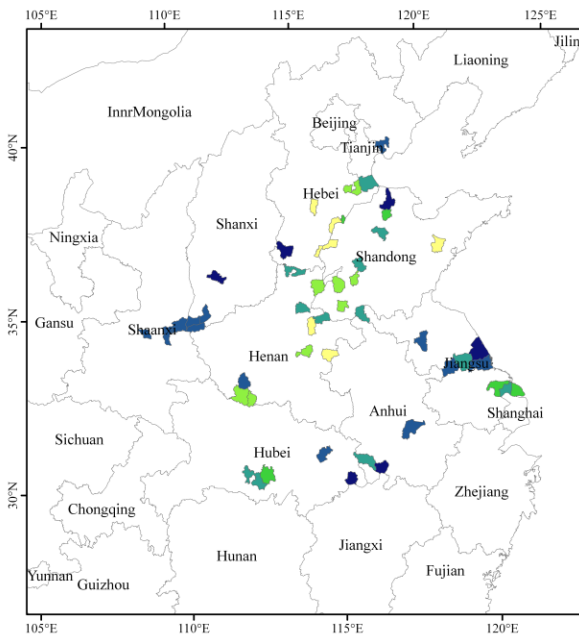 105°E 110°E 115°E 120°E 125°E
Jilin
Liaoning
InnrMongolia
Beijing
40°N
Tianjin
Hebei
Shanxi
Ningxia
Shandong
35°N
Gansu
Shaanxi
Henan
Jiangsu
Anhui
Shanghai
Sichuan
Hubei
30°N
Chongqing
Zhejiang
Hunan
Jiangxi
Yunnan
Guizhou
Fujian
105°E 110°E 115°E 120°E